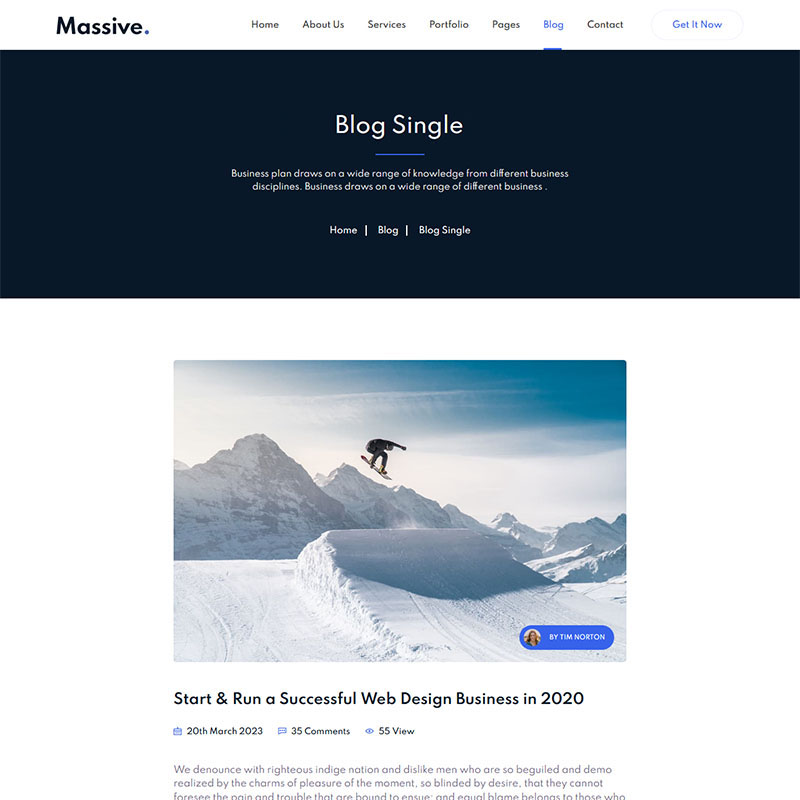 Massive.
Home About Us Services Portfolio Pages Blog Contact Get It Now
Blog Single
Business plan draws on a wide range of knowledge from different business
disciplines. Business draws on a wide range of different business .
Home | Blog | Blog Single
BY TIM NORTON
Start & Run a Successful Web Design Business in 2020
20th March 2023 35 Comments 55 View
We denounce with righteous indige nation and dislike men who are so beguiled and demo
realized by the charms of pleasure of the moment, so blinded by desire, that they cannot
foresee the pain and trouble that are bound to ensue; and equal blame belongs to those who